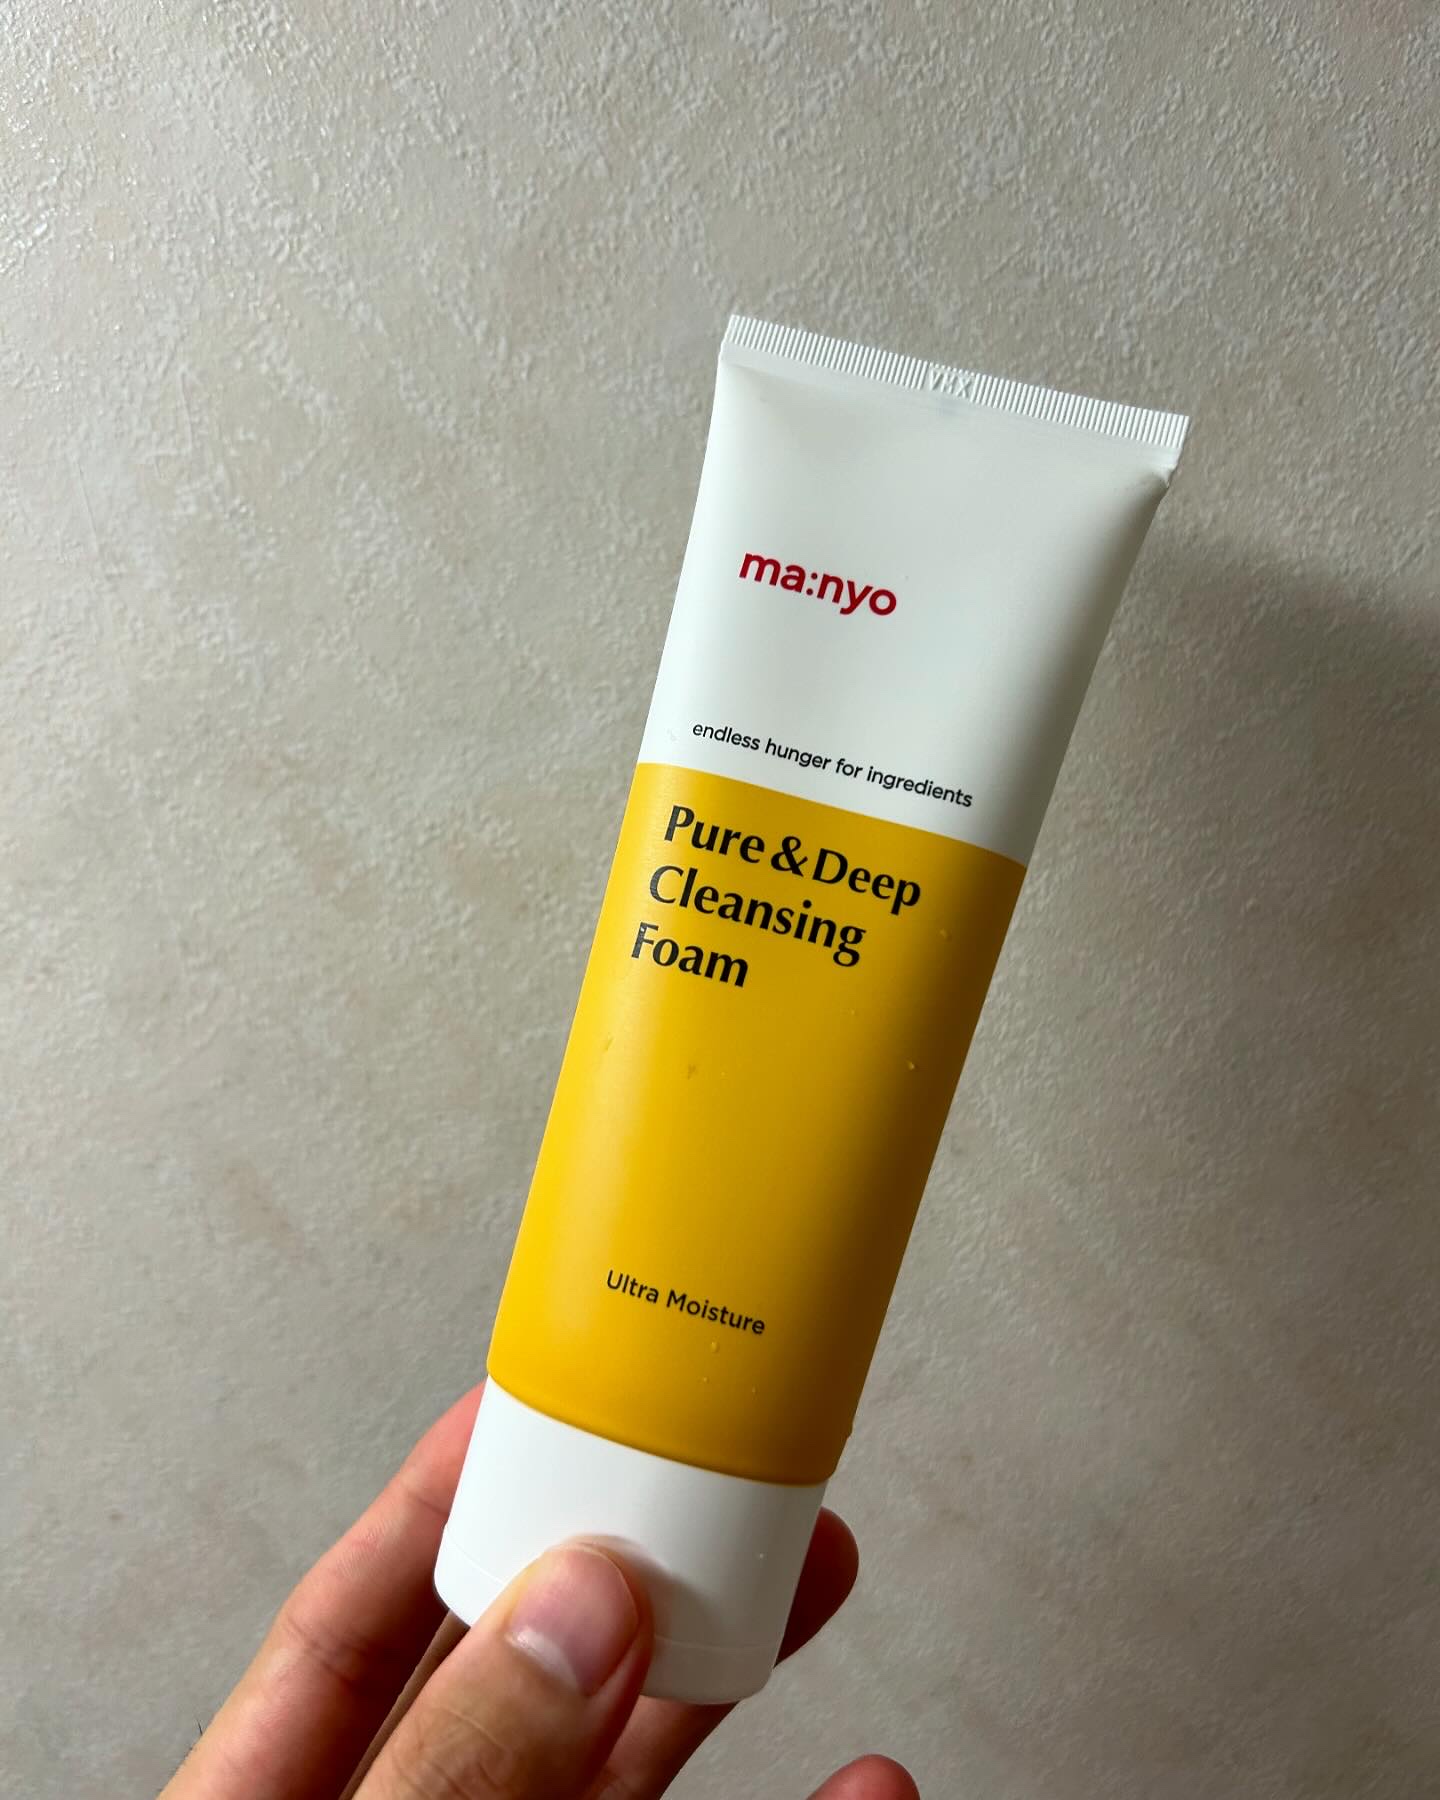 ma:nyo
endless hunger for ingredients
Pure & Deep
Cleansing
Foam
Ultra Moisture